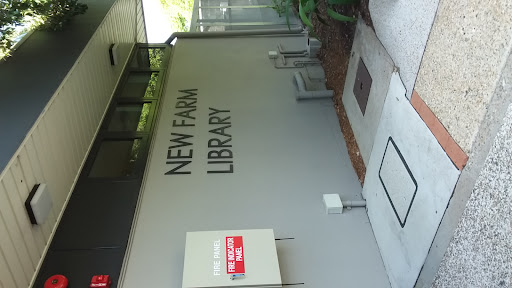 NEW FARM
LIBRARY
FIRE PANEL
FIRE INDICATOR
PANEL